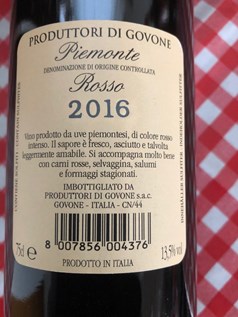 PRODUTTORI DI GOVONE
Piemonte
DENOMINAZIONE DI ORIGINE CONTROLLATA
Rosso
2016
Vino prodotto da uve piemontesi, di colore rosso
intenso. Il sapore è fresco, asciutto e talvolta
leggermente amabile. Si accompagna molto bene
con carni rosse, selvaggina, salumi
e formaggi stagionati.
IMBOTTIGLIATO DA
PRODUTTORI DI GOVONE s.a.c.
GOVONE - ITALIA - CN/44
75cl e
8 007856 004376
13,5% vol
PRODOTTO IN ITALIA